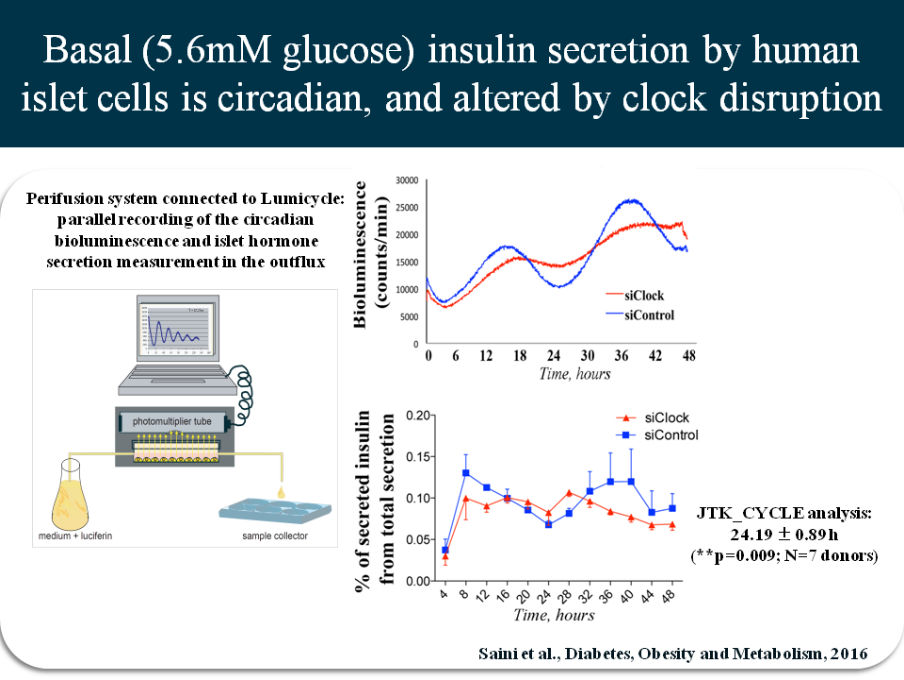 Basal (5.6mM glucose) insulin secretion by human
islet cells is circadian, and altered by clock disruption
Perifusion system connected to Lumicycle:
parallel recording of the circadian
bioluminescence and islet hormone
secretion measurement in the outflux
photomultiplier tube
medium + luciferin
sample collector
Bioluminescence
(counts/min)
30000
25000
20000
15000
10000
5000
0
siClock
siControl
0 6 12 18 24 30 36 42 48
Time, hours
% of secreted insulin
from total secretion
0.20
0.15
0.10
0.05
0.00
siClock
siControl
4 8 12 16 20 24 28 32 36 40 44 48
Time, hours
JTK_CYCLE analysis:
24.19 ± 0.89h
(**p=0.009; N=7 donors)
Saini et al., Diabetes, Obesity and Metabolism, 2016